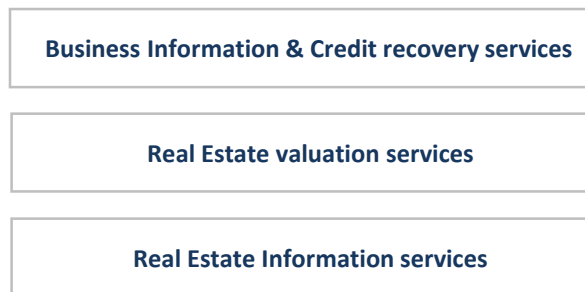 Business Information & Credit recovery services
Real Estate valuation services
Real Estate Information services